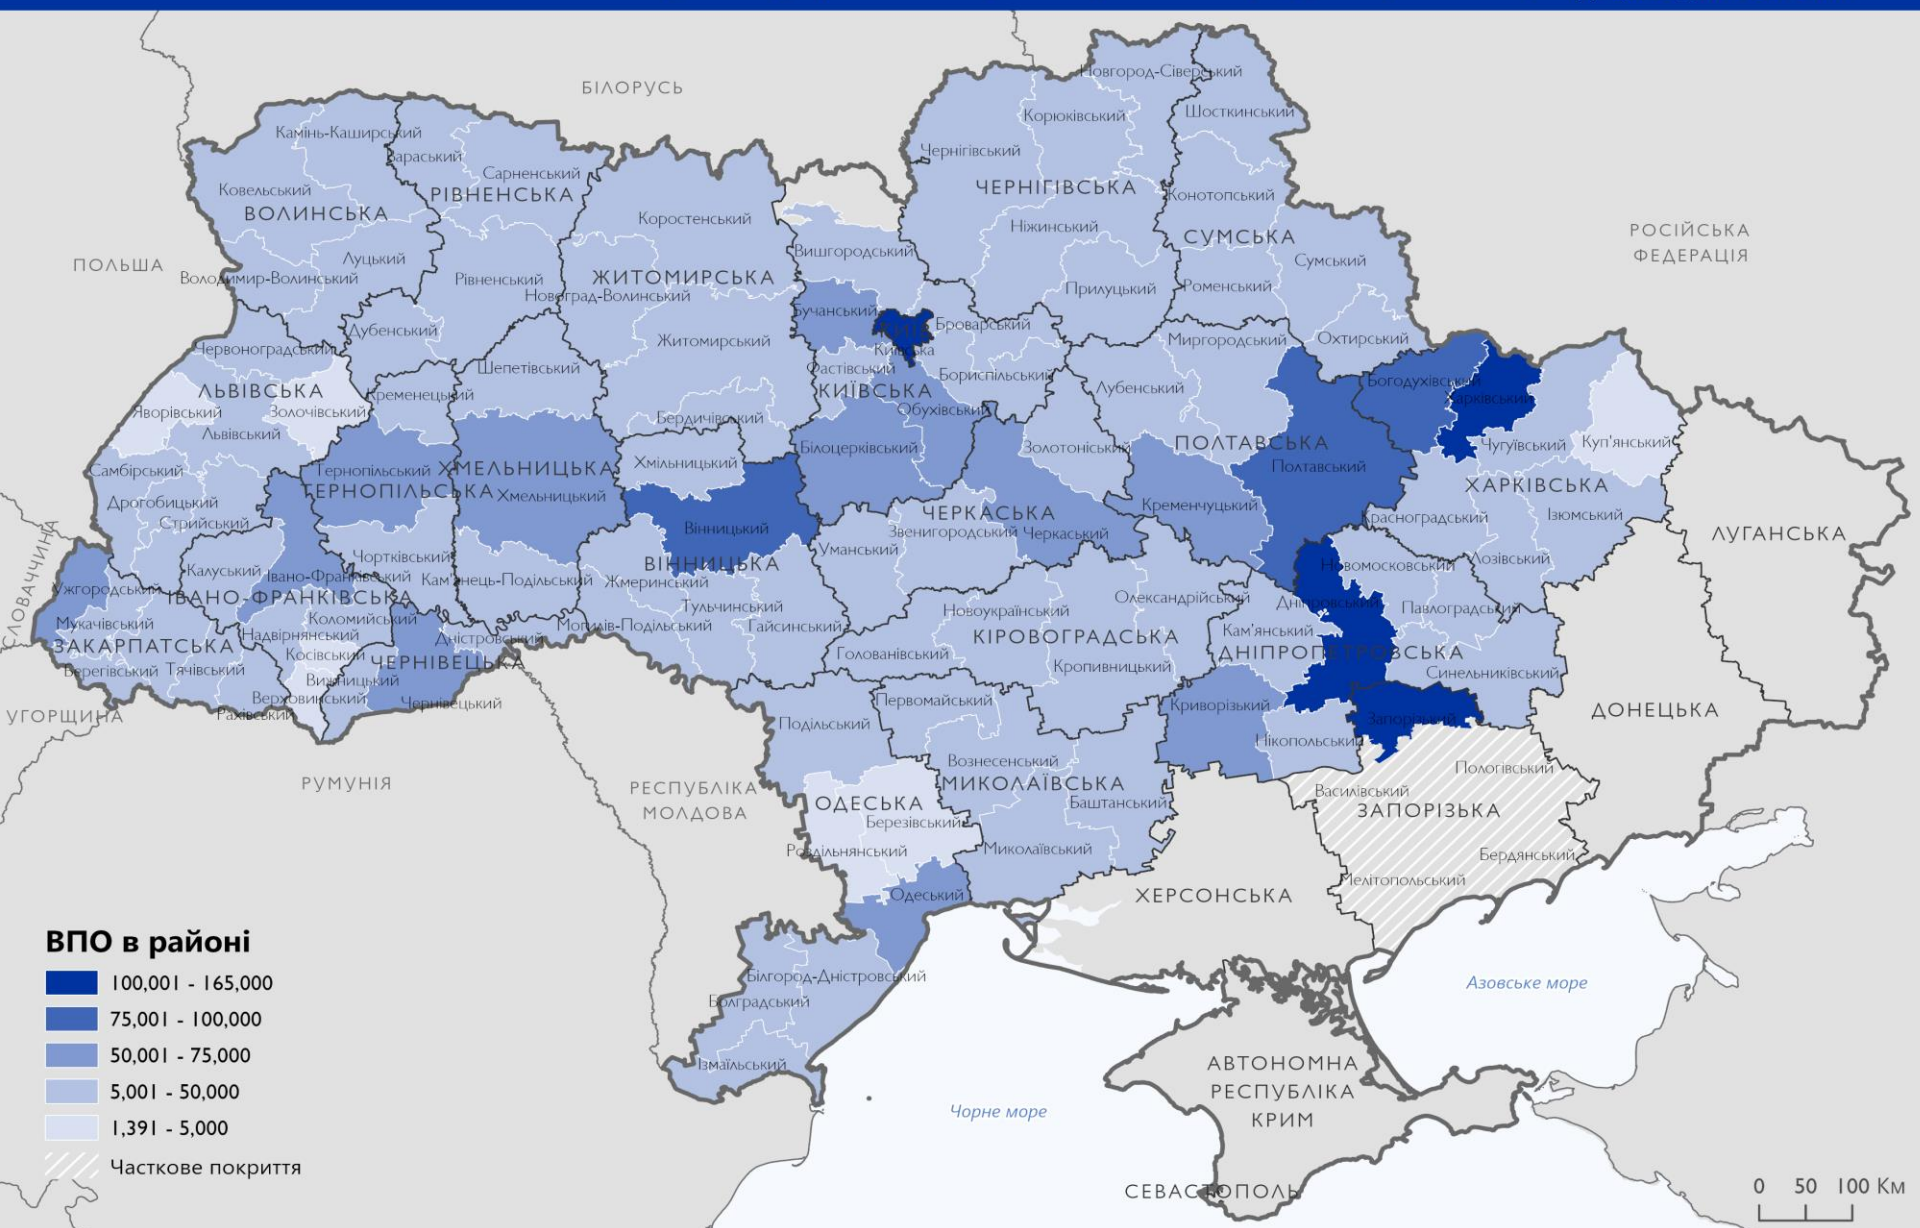 БІЛОРУСЬ
ПОЛЬША
РОСІЙСЬКА
ФЕДЕРАЦІЯ
СЛОВАЧЧИНА
УГОРЩИНА
РУМУНІЯ
РЕСПУБЛІКА
МОЛДОВА
Камінь-Каширський
Ковельський
ВОЛИНСЬКА
Луцький
Володимир-Волинський
Вараський
Сарненський
РІВНЕНСЬКА
Рівненський
Дубенський
Коростенський
ЖИТОМИРСЬКА
Новоград-Волинський
Житомирський
Бердичівський
Вишгородський
Бучанський
КИЇВ
Київська
Броварський
Фастівський
Бориспільський
КИЇВСЬКА
Обухівський
Білоцерківський
Новгород-Сіверський
Корюківський
Чернігівський
ЧЕРНІГІВСЬКА
Ніжинський
Прилуцький
Шосткинський
Конотопський
СУМСЬКА
Сумський
Роменський
Охтирський
Червоноградський
ЛЬВІВСЬКА
Яворівський
Золочівський
Львівський
Самбірський
Дрогобицький
Стрийський
Кременецький
Тернопільський
ТЕРНОПІЛЬСЬКА
Чортківський
Шепетівський
ХМЕЛЬНИЦЬКА
Хмельницький
Кам'янець-Подільський
Хмільницький
Вінницький
ВІННИЦЬКА
Жмеринський
Тульчинський
Могилів-Подільський
Гайсинський
Золотоніський
ЧЕРКАСЬКА
Звенигородський
Черкаський
Уманський
Миргородський
Лубенський
ПОЛТАВСЬКА
Полтавський
Кременчуцький
Богодухівський
Харківський
Чугуївський
Куп'янський
ХАРКІВСЬКА
Красноградський
Ізюмський
Лозівський
ЛУГАНСЬКА
ДОНЕЦЬКА
Ужгородський
Мукачівський
ЗАКАРПАТСЬКА
Берегівський
Тячівський
Рахівський
Калуський
Івано-Франківський
ІВАНО-ФРАНКІВСЬКА
Коломийський
Надвірнянський
Косівський
Верховинський
Дністровський
ЧЕРНІВЕЦЬКА
Вижницький
Чернівецький
Новоукраїнський
Олександрійський
КІРОВОГРАДСЬКА
Голованівський
Кропивницький
Новомосковський
Дніпровський
Павлоградський
Кам'янський
ДНІПРОПЕТРОВСЬКА
Синельниківський
Криворізький
Нікопольський
Запорізький
Пологівський
Василівський
ЗАПОРІЗЬКА
Бердянський
Мелітопольський
Первомайський
Вознесенський
МИКОЛАЇВСЬКА
Баштанський
Миколаївський
Подільський
ОДЕСЬКА
Березівський
Роздільнянський
Одеський
Білгород-Дністровський
Болградський
Ізмаїльський
ХЕРСОНСЬКА
Азовське море
Чорне море
АВТОНОМНА
РЕСПУБЛІКА
КРИМ
СЕВАСТОПОЛЬ
ВПО в районі
100,001 - 165,000
75,001 - 100,000
50,001 - 75,000
5,001 - 50,000
1,391 - 5,000
Часткове покриття
0 50 100 Км